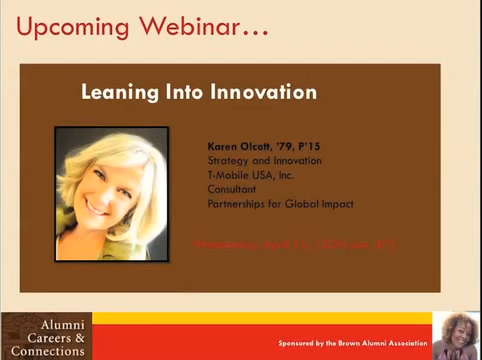 Upcoming Webinar...
Leaning Into Innovation
Karen Olcott, '79, P'15
Strategy and Innovation
T-Mobile USA, Inc.
Consultant
Partnerships for Global Impact
Alumni
Careers &
Connections
Sponsored by the Brown Alumni Association